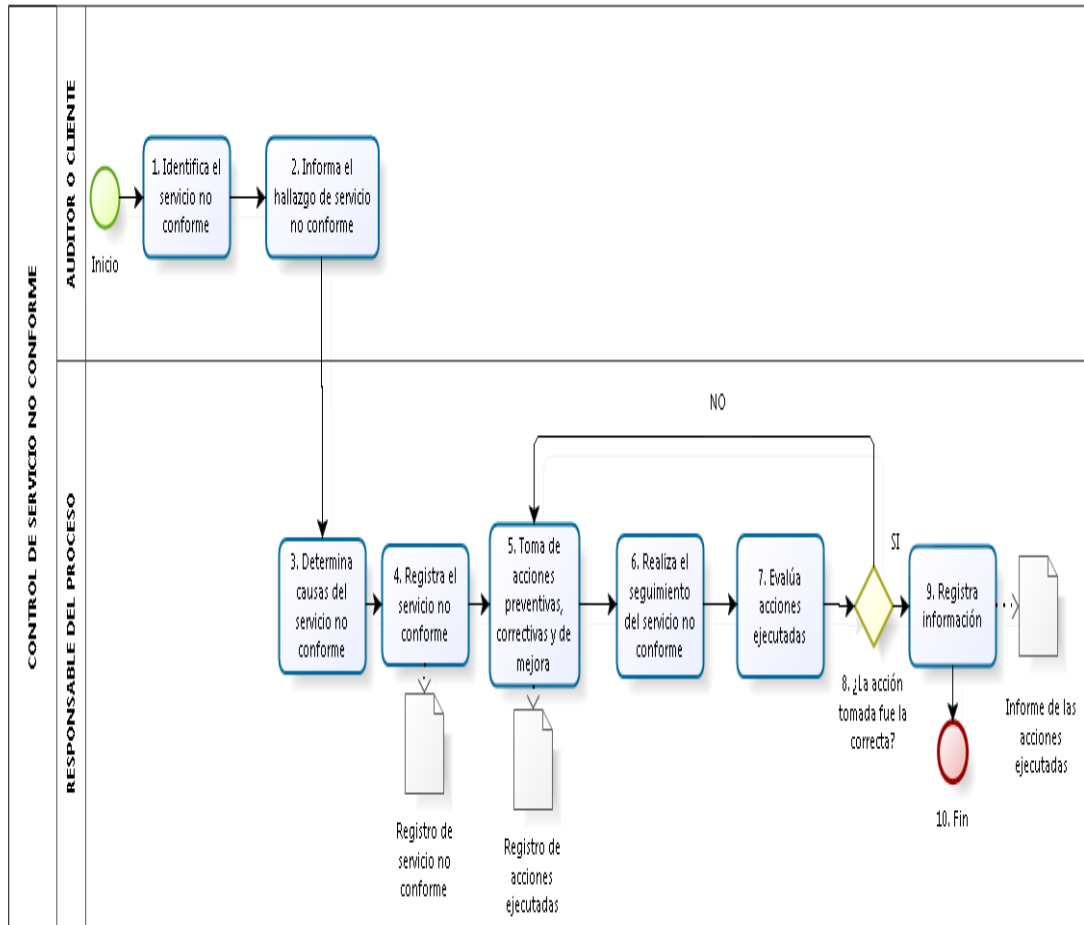 CONTROL DE SERVICIO NO CONFORME
AUDITOR O CLIENTE
Inicio
1. Identifica el
servicio no
conforme
2. Informa el
hallazgo de servicio
no conforme
RESPONSABLE DEL PROCESO
3. Determina
causas del
servicio no
conforme
4. Registra el
servicio no
conforme
Registro de
servicio no
conforme
5. Toma de
acciones
preventivas,
correctivas y de
mejora
Registro de
acciones
ejecutadas
6. Realiza el
seguimiento
del servicio no
conforme
7. Evalúa
acciones
ejecutadas
NO
SI
8. ¿La acción
tomada fue la
correcta?
9. Registra
información
Informe de las
acciones
ejecutadas
10. Fin